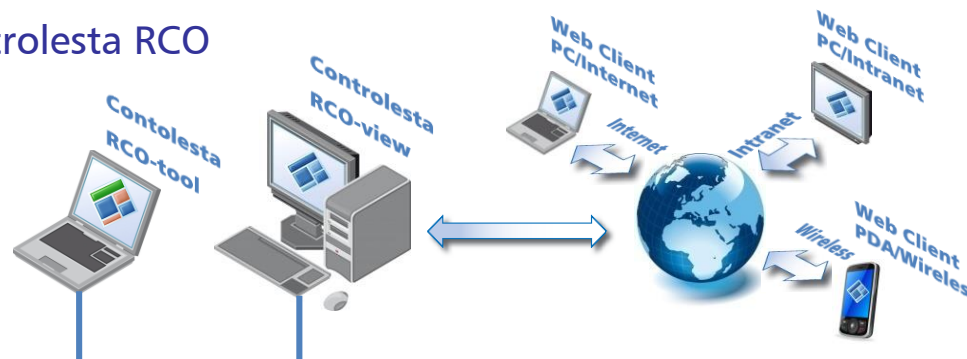 trolesta RCO
Contolesta
RCO-tool
Controlesta
RCO-view
Web Client
PC/Internet
Internet
Web Client
PC/Intranet
Intranet
Web Client
PDA/Wireles
Wireless